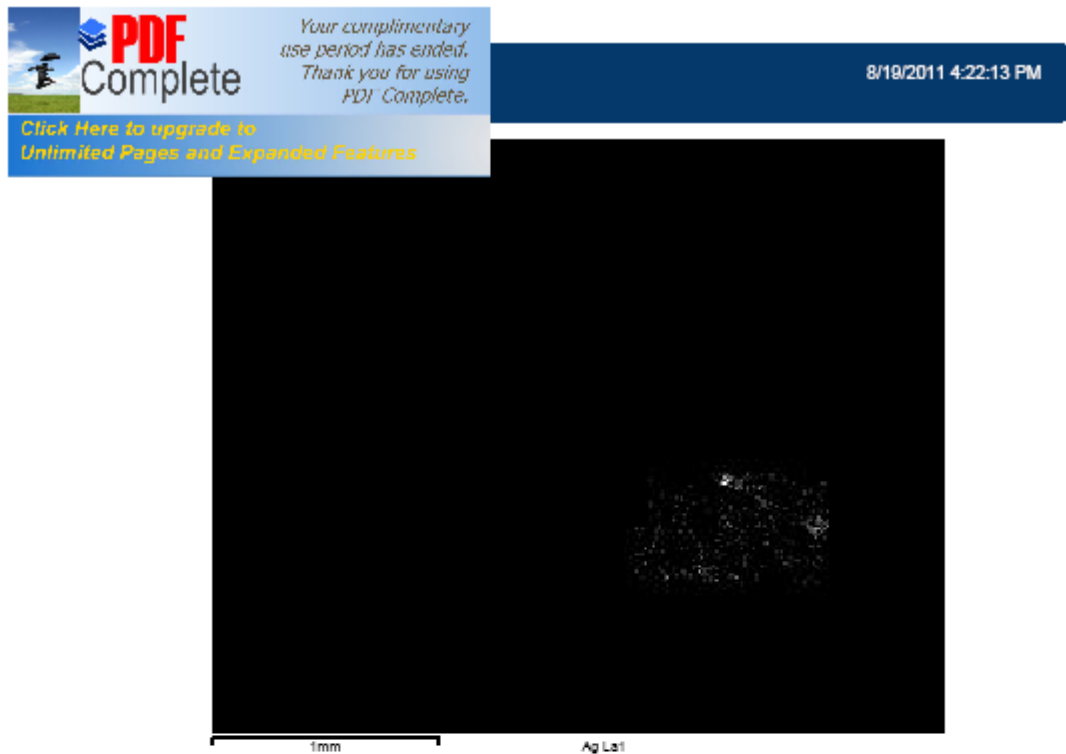 PDF
Complete
Your complimentary
use period has ended.
Thank you for using
PDF Complete.
Click Here to upgrade to
Unlimited Pages and Expanded Features
8/19/2011 4:22:13 PM
1mm
Ag La1